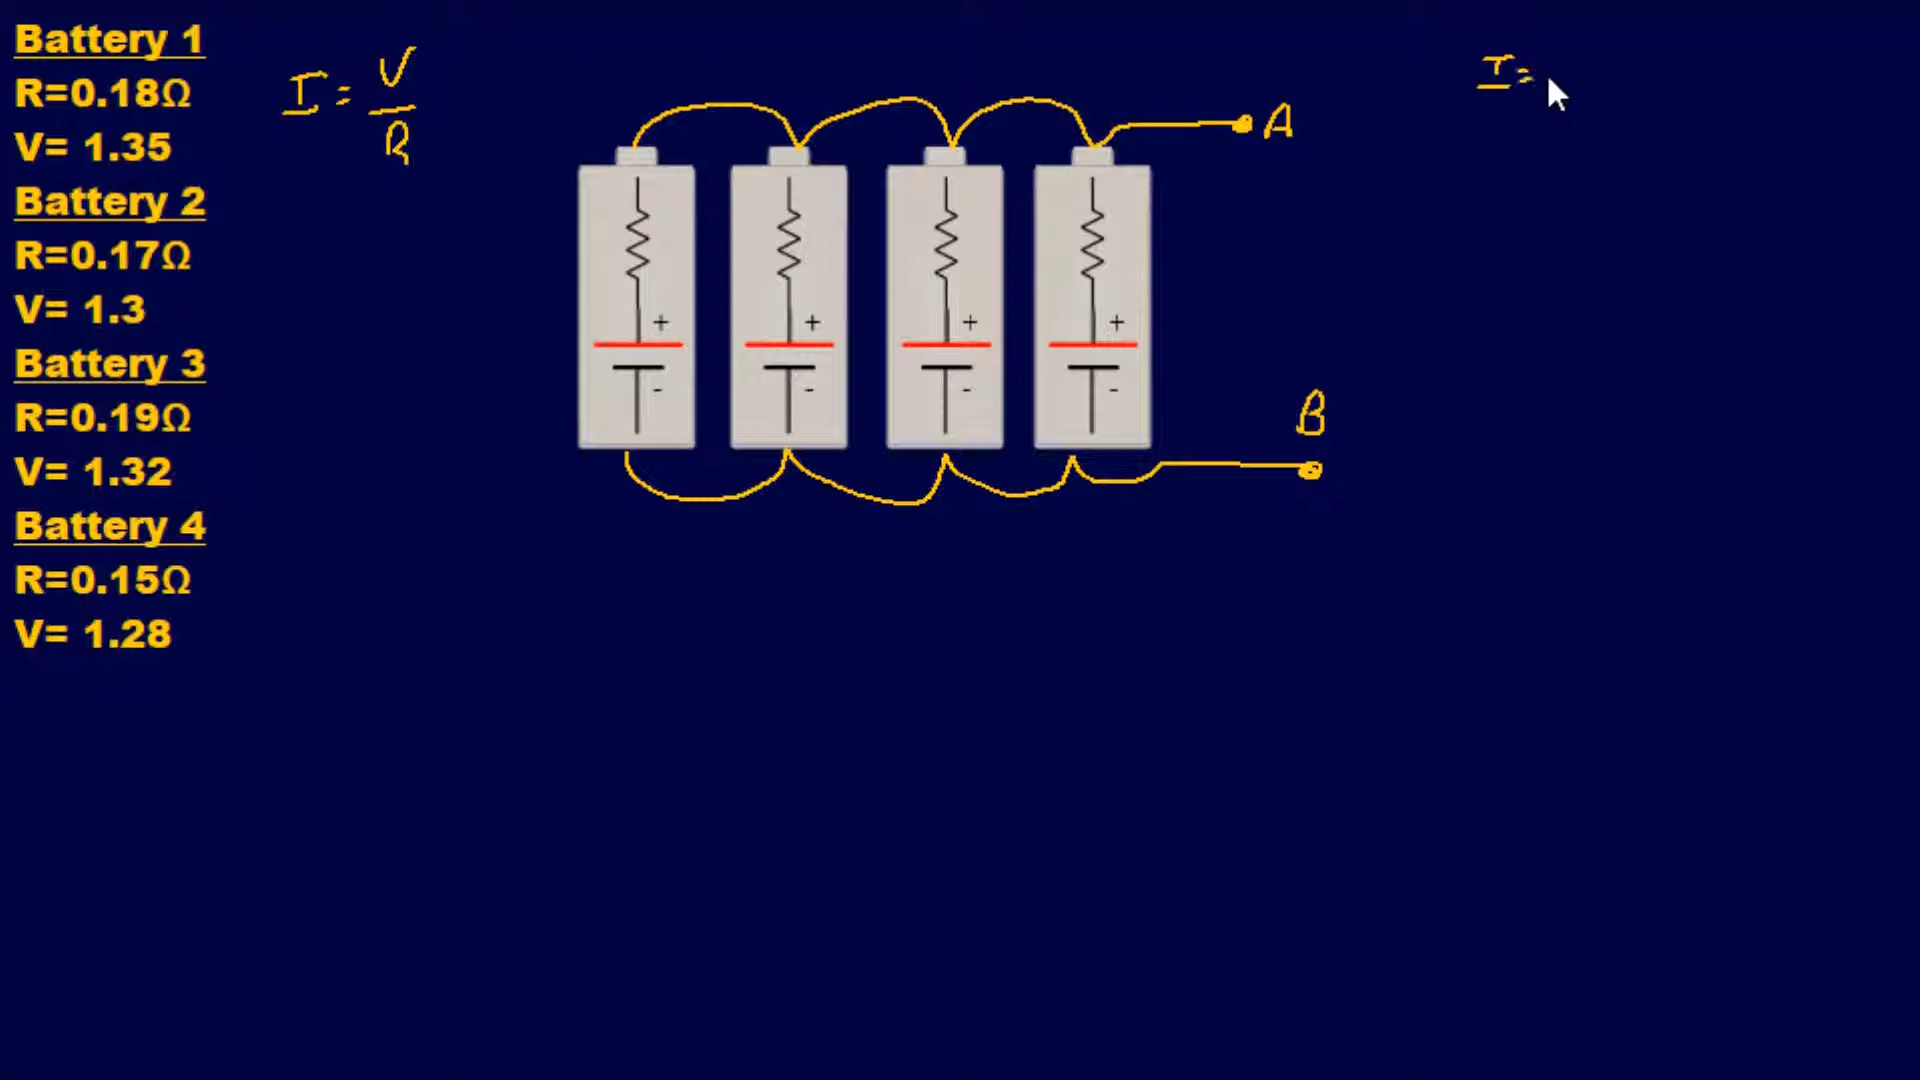 Battery 1
R=0.18Ω
V= 1.35
Battery 2
R=0.17Ω
V= 1.3
Battery 3
R=0.19Ω
V= 1.32
Battery 4
R=0.15Ω
V= 1.28
I = V
R
A
I =
+ + + +
- - - -
B